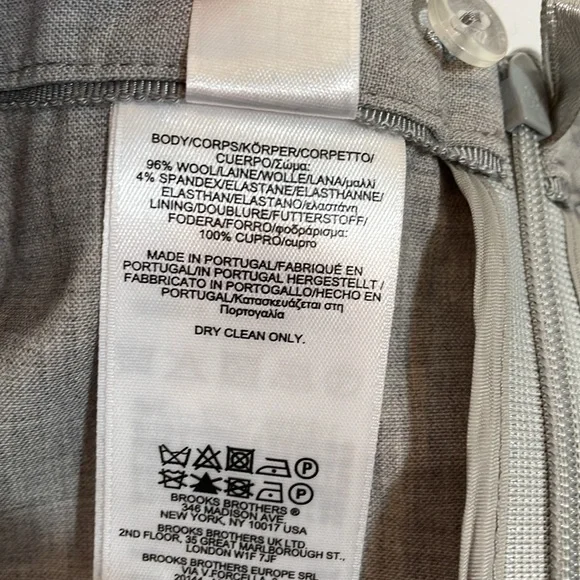 BODY/CORPS/KÖRPER/CORPETTO/
CUERPO/Σώμα:
96% WOOL/LAINE/WOLLE/LANA/μαλλί
4% SPANDEX/ELASTANE/ELASTHANNE/
ELASTHAN/ELASTANO/ελαστάνη
LINING/DOUBLURE/FUTTERSTOFF/
FODERA/FORRO/φοδράρισμα:
100% CUPRO/cupro
MADE IN PORTUGAL/FABRIQUÉ EN
PORTUGAL/IN PORTUGAL HERGESTELLT /
FABBRICATO IN PORTOGALLO/HECHO EN
PORTUGAL/Κατασκευάζεται στη
Πορτογαλία
DRY CLEAN ONLY.
P
P
BROOKS BROTHERS ®
346 MADISON AVE
NEW YORK, NY 10017 USA
BROOKS BROTHERS UK LTD
2ND FLOOR, 35 GREAT MARLBOROUGH ST.,
LONDON W1F 7JF
BROOKS BROTHERS EUROPE SRL
VIA V.FORCELLA